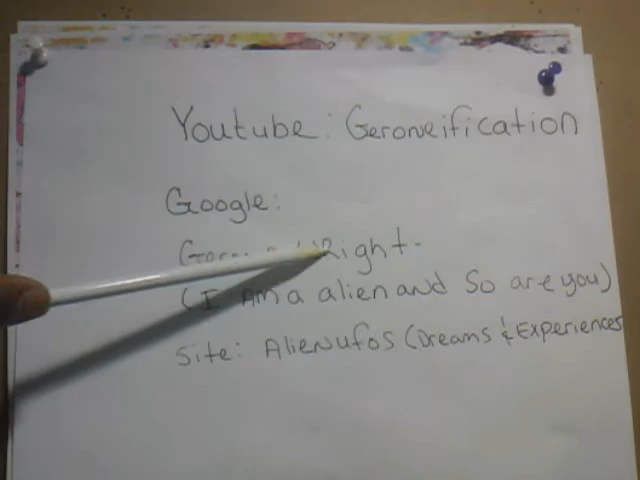 Youtube: Geroneification
Google:
Wright.
(I Am a alien and So are you)
Site: Alienufos (Dreams & Experiences